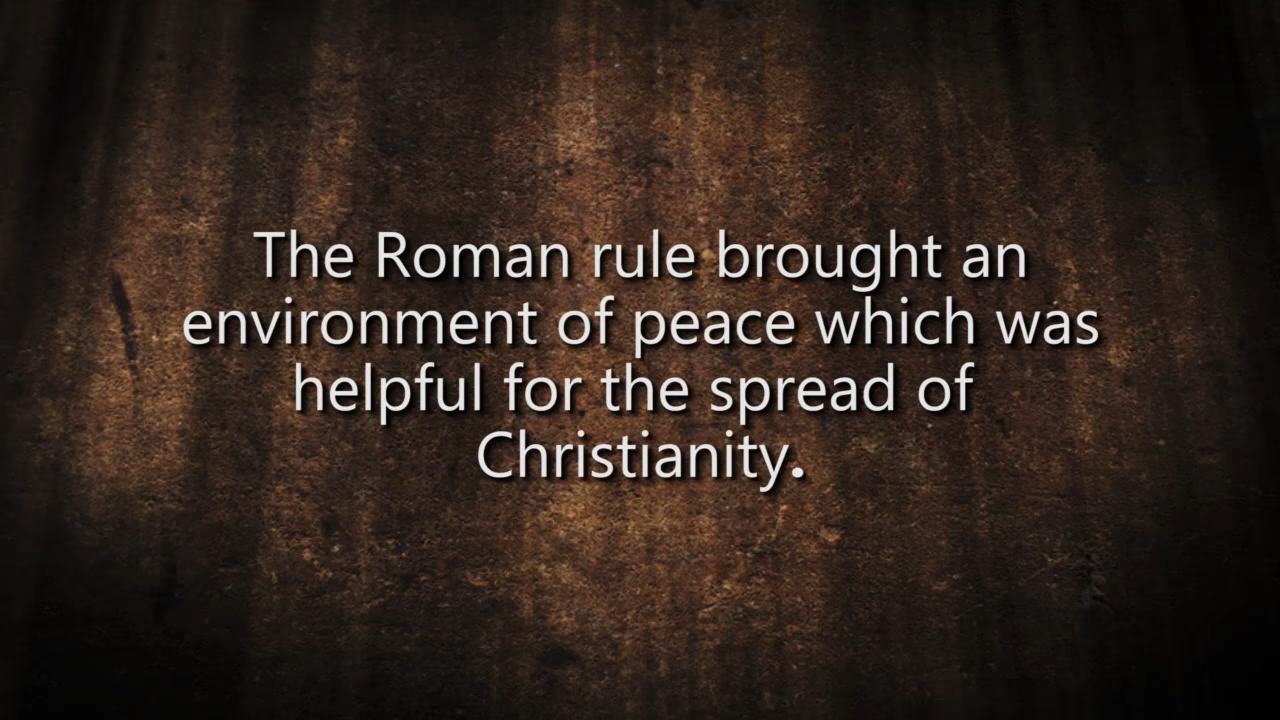 The Roman rule brought an
environment of peace which was
helpful for the spread of
Christianity.